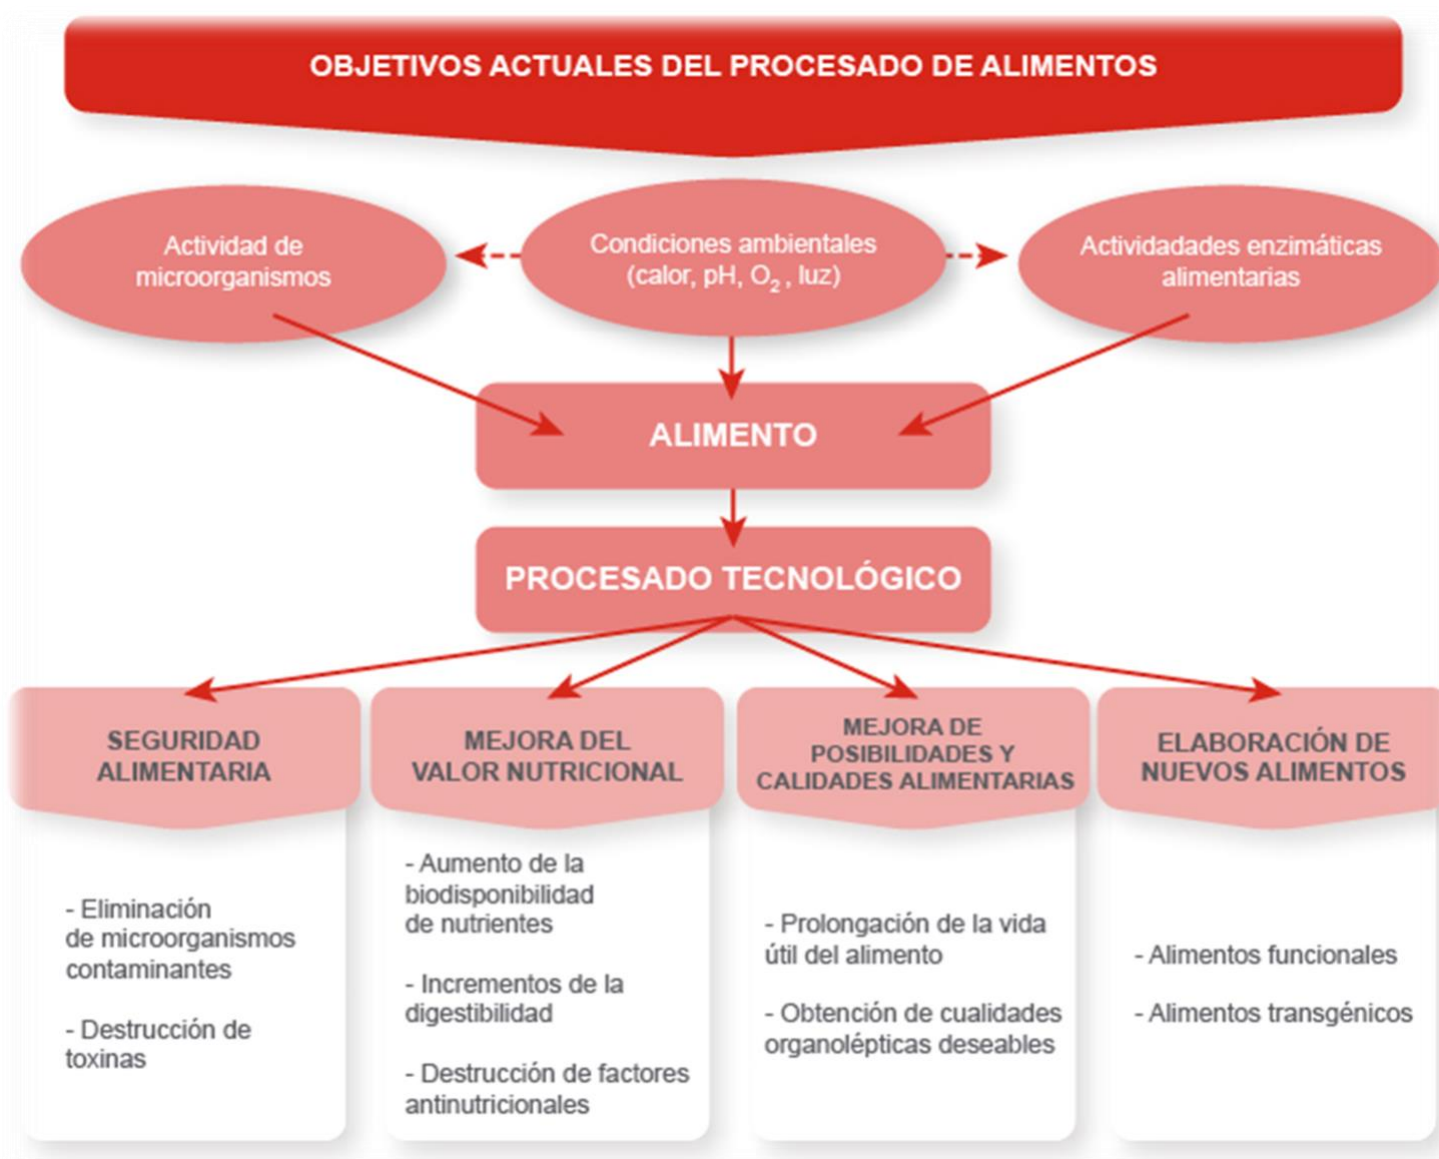 OBJETIVOS ACTUALES DEL PROCESADO DE ALIMENTOS
Actividad de
microorganismos
Condiciones ambientales
(calor, pH, O₂ , luz)
Actividadades enzimáticas
alimentarias
ALIMENTO
PROCESADO TECNOLÓGICO
SEGURIDAD
ALIMENTARIA
- Eliminación
de microorganismos
contaminantes
- Destrucción de
toxinas
MEJORA DEL
VALOR NUTRICIONAL
- Aumento de la
biodisponibilidad
de nutrientes
- Incrementos de la
digestibilidad
- Destrucción de factores
antinutricionales
MEJORA DE
POSIBILIDADES Y
CALIDADES ALIMENTARIAS
- Prolongación de la vida
útil del alimento
- Obtención de cualidades
organolépticas deseables
ELABORACIÓN DE
NUEVOS ALIMENTOS
- Alimentos funcionales
- Alimentos transgénicos